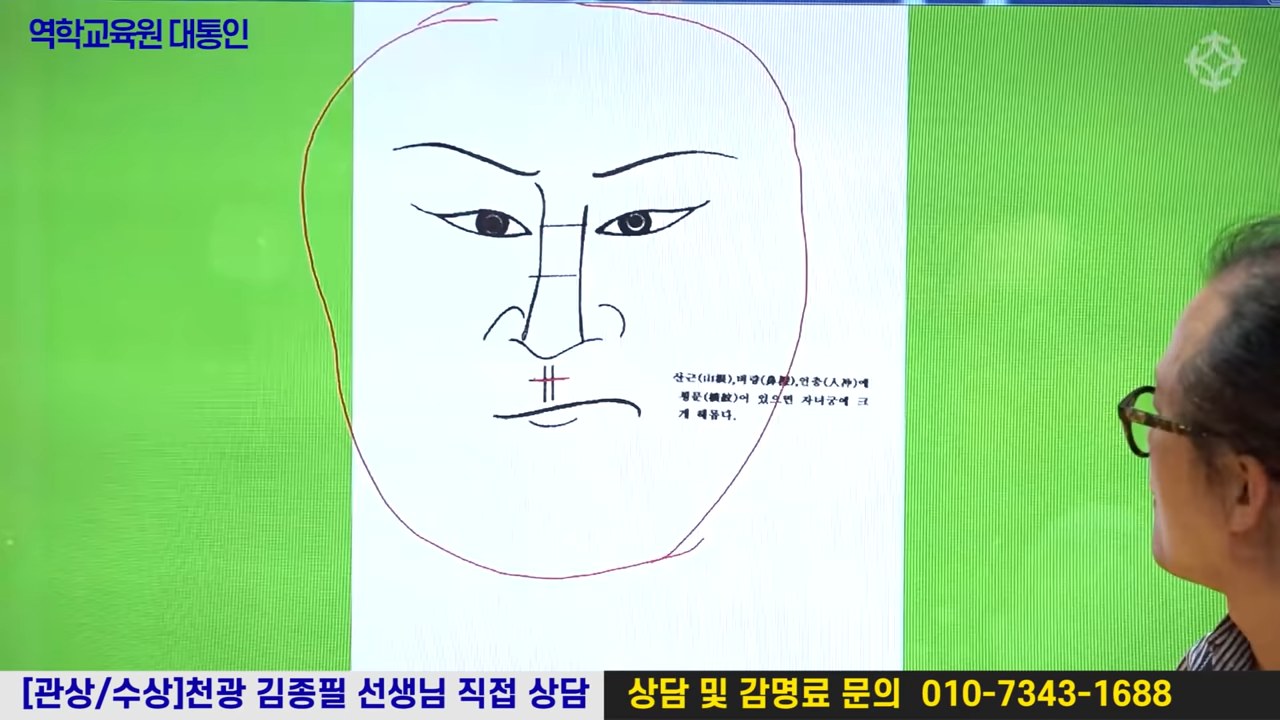 역학교육원 대통인
산근(山根),비량(鼻梁),인중(人中)에
횡문(橫紋)이 있으면 자녀궁에 크
게 해롭다.
[관상/수상]천광 김종필 선생님 직접 상담
상담 및 감명료 문의 010-7343-1688